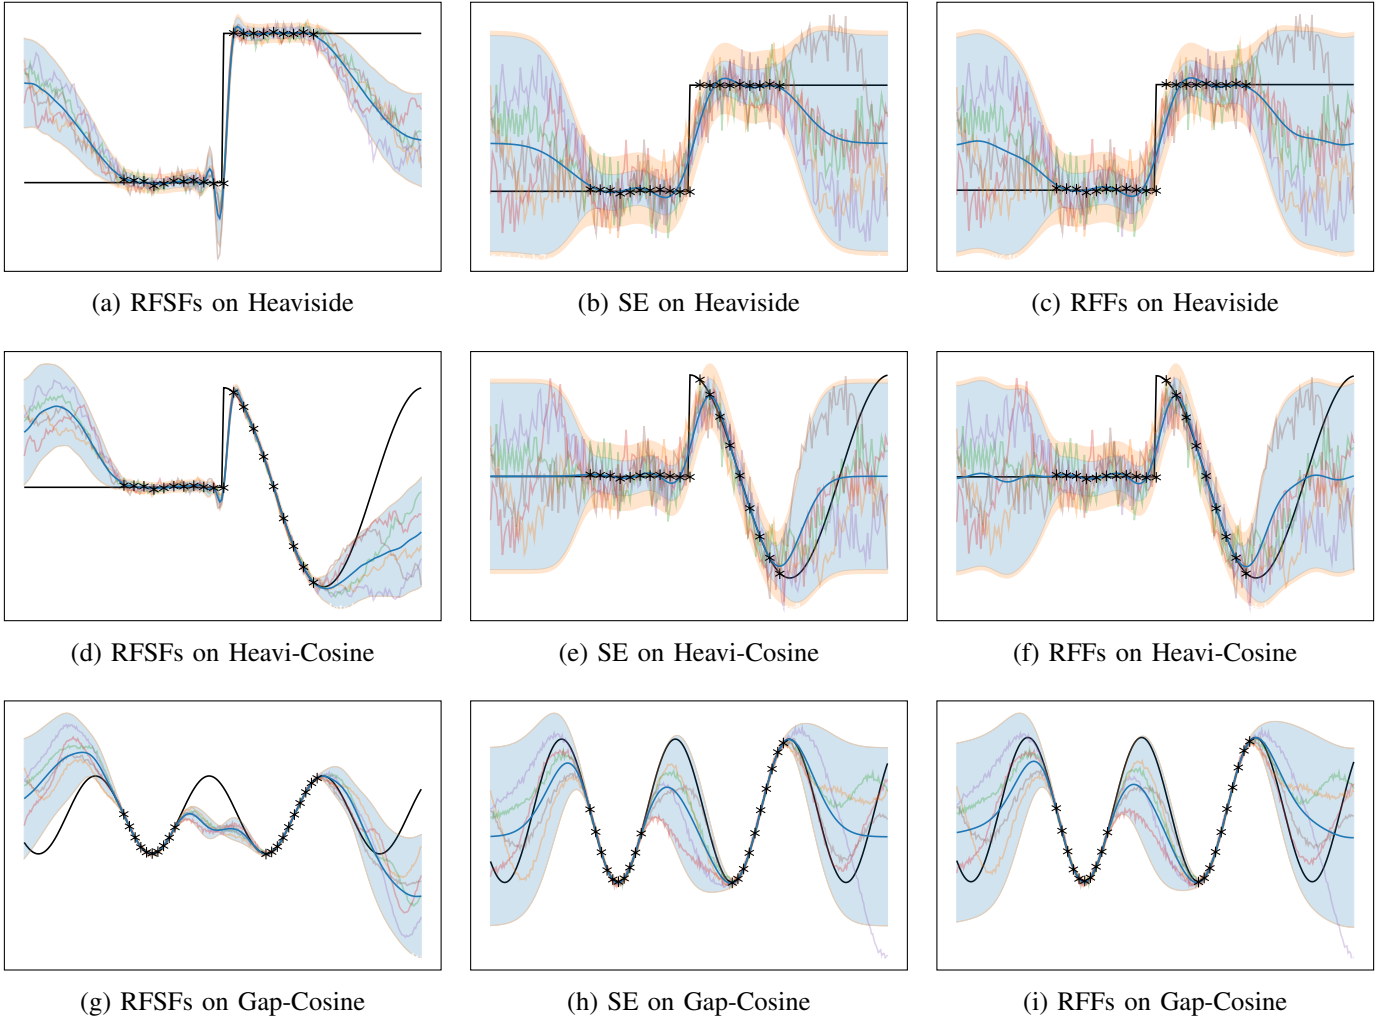 (a) RFSFs on Heaviside
(b) SE on Heaviside
(c) RFFs on Heaviside
(d) RFSFs on Heavi-Cosine
(e) SE on Heavi-Cosine
(f) RFFs on Heavi-Cosine
(g) RFSFs on Gap-Cosine
(h) SE on Gap-Cosine
(i) RFFs on Gap-Cosine